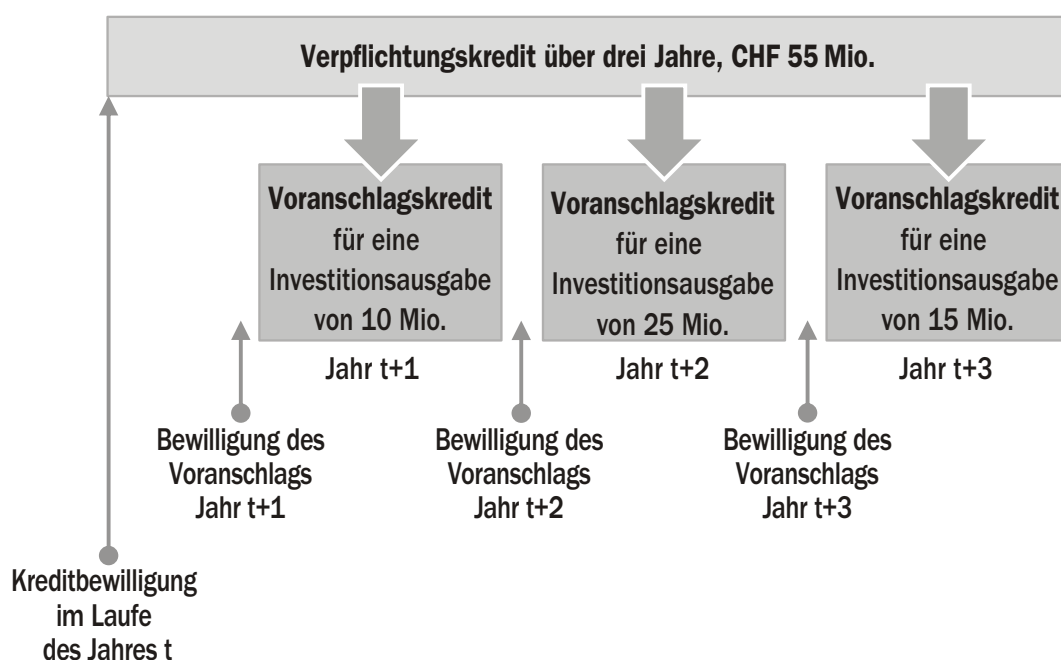 Verpflichtungskredit über drei Jahre, CHF 55 Mio.
Voranschlagskredit
für eine
Investitionsausgabe
von 10 Mio.
Voranschlagskredit
für eine
Investitionsausgabe
von 25 Mio.
Voranschlagskredit
für eine
Investitionsausgabe
von 15 Mio.
Jahr t+1
Jahr t+2
Jahr t+3
Bewilligung des
Voranschlags
Jahr t+1
Bewilligung des
Voranschlags
Jahr t+2
Bewilligung des
Voranschlags
Jahr t+3
Kreditbewilligung
im Laufe
des Jahres t